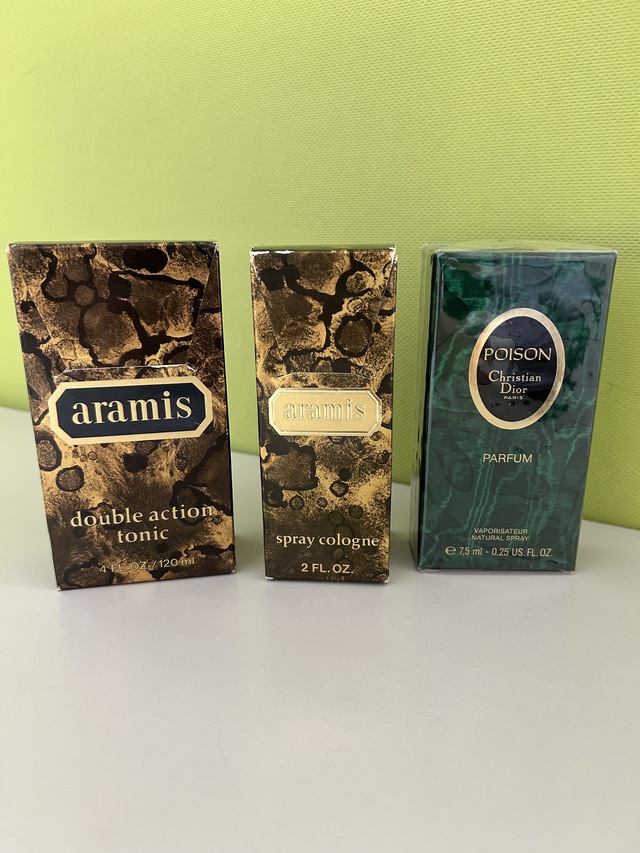 aramis
double action
tonic
4 FL.OZ./120 ml
aramis
spray cologne
2 FL.OZ.
POISON
Christian
Dior
PARIS
PARFUM
VAPORISATEUR
NATURAL SPRAY
℮ 7,5 ml - 0.25 US. FL. OZ.